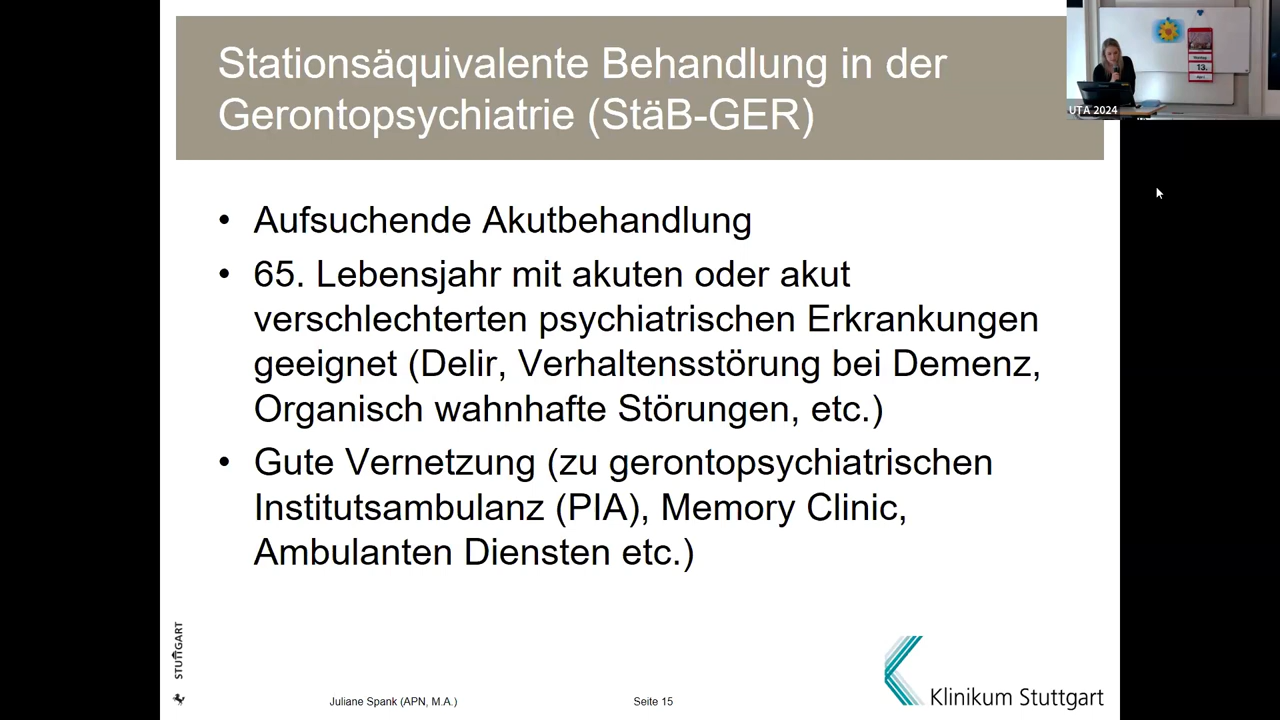 Stationsäquivalente Behandlung in der
Gerontopsychiatrie (StäB-GER)
UTA 2024
13.
• Aufsuchende Akutbehandlung
• 65. Lebensjahr mit akuten oder akut
verschlechterten psychiatrischen Erkrankungen
geeignet (Delir, Verhaltensstörung bei Demenz,
Organisch wahnhafte Störungen, etc.)
• Gute Vernetzung (zu gerontopsychiatrischen
Institutsambulanz (PIA), Memory Clinic,
Ambulanten Diensten etc.)
STUTTGART
Juliane Spank (APN, M.A.)
Seite 15
Klinikum Stuttgart